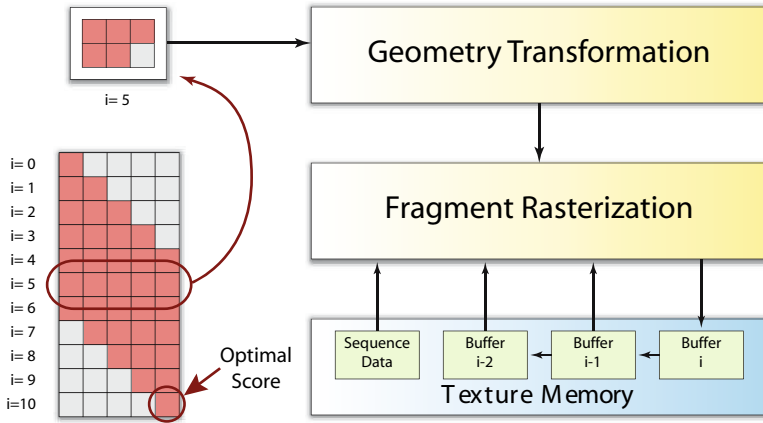 Geometry Transformation
i= 5
Fragment Rasterization
i= 0
i= 1
i= 2
i= 3
i= 4
i= 5
i= 6
i= 7
i= 8
i= 9
i=10
Optimal
Score
Sequence
Data
Buffer
i-2
Buffer
i-1
Buffer
i
Texture Memory